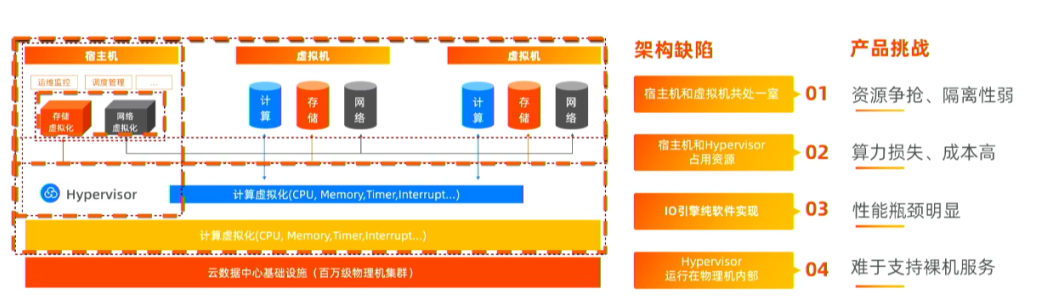 宿主机
虚拟机
虚拟机
运维监控
调度管理
...
存储
虚拟化
网络
虚拟化
计
算
存
储
网
络
计
算
存
储
网
络
Hypervisor
计算虚拟化(CPU, Memory,Timer,Interrupt...)
计算虚拟化(CPU, Memory,Timer,Interrupt...)
云数据中心基础设施（百万级物理机集群）
架构缺陷
产品挑战
宿主机和虚拟机共处一室
01
资源争抢、隔离性弱
宿主机和Hypervisor
占用资源
02
算力损失、成本高
IO引擎纯软件实现
03
性能瓶颈明显
Hypervisor
运行在物理机内部
04
难于支持裸机服务